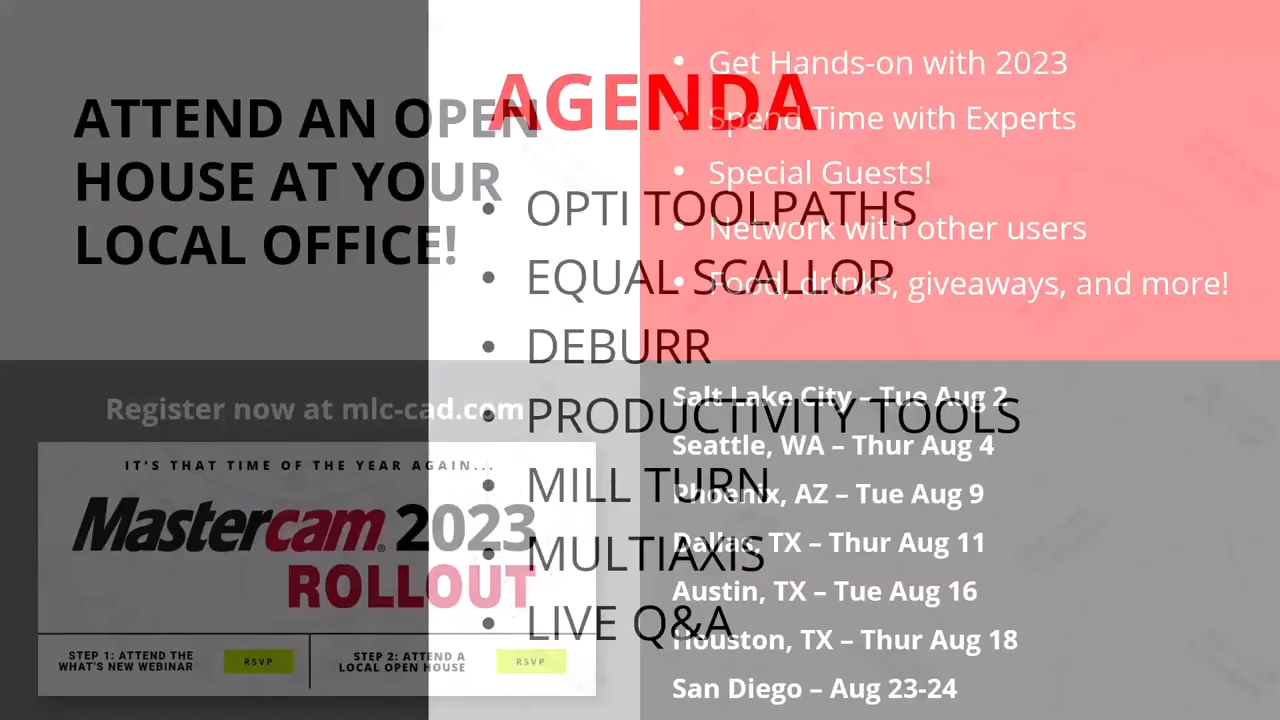 ATTEND AN OPEN
HOUSE AT YOUR
LOCAL OFFICE!
Register now at mlc-cad.com
IT'S THAT TIME OF THE YEAR AGAIN...
Mastercam® 2023
ROLLOUT
STEP 1: ATTEND THE
WHAT'S NEW WEBINAR
RSVP
STEP 2: ATTEND A
LOCAL OPEN HOUSE
RSVP
AGENDA
• OPTI TOOLPATHS
• EQUAL SCALLOP
• DEBURR
• PRODUCTIVITY TOOLS
• MILL TURN
• MULTIAXIS
• LIVE Q&A
• Get Hands-on with 2023
• Spend Time with Experts
• Special Guests!
• Network with other users
• Food, drinks, giveaways, and more!
Salt Lake City – Tue Aug 2
Seattle, WA – Thur Aug 4
Phoenix, AZ – Tue Aug 9
Dallas, TX – Thur Aug 11
Austin, TX – Tue Aug 16
Houston, TX – Thur Aug 18
San Diego – Aug 23-24